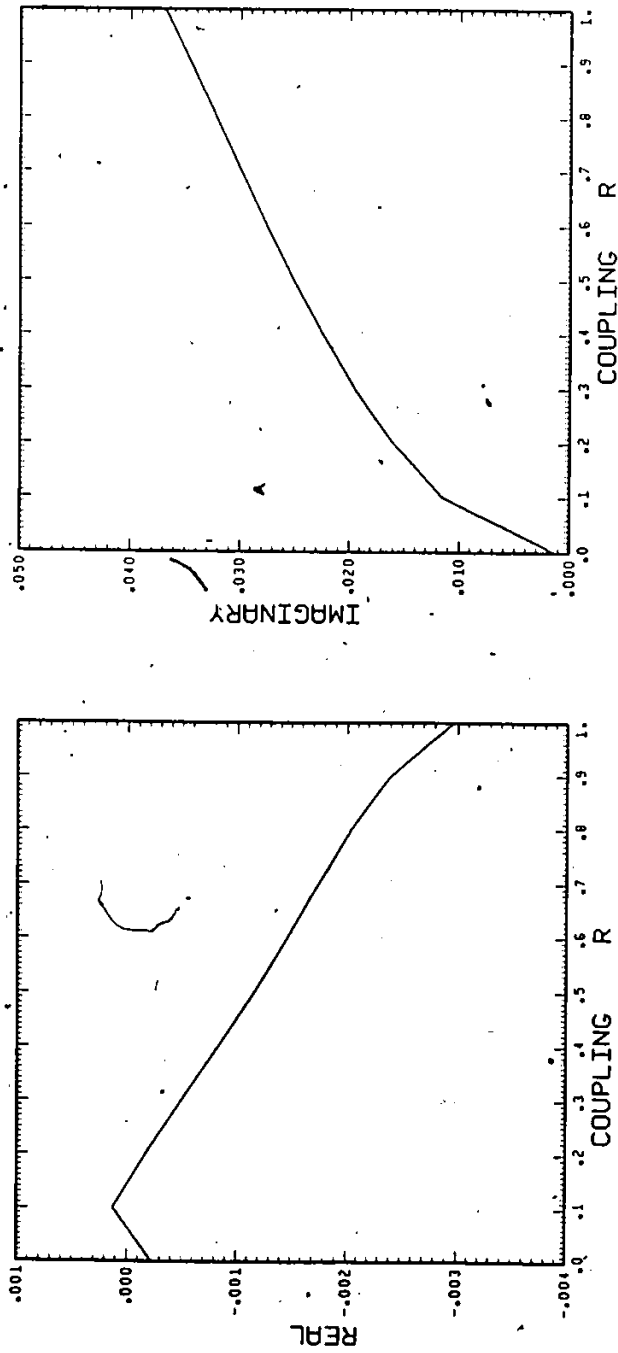 .001
.000
-.001
-.002
-.003
-.004
REAL
.0 .1 .2 .3 .4 .5 .6 .7 .8 .9 1.
COUPLING R
.050
.040
.030
.020
.010
.000
IMAGINARY
.0 .1 .2 .3 .4 .5 .6 .7 .8 .9 1.
COUPLING R